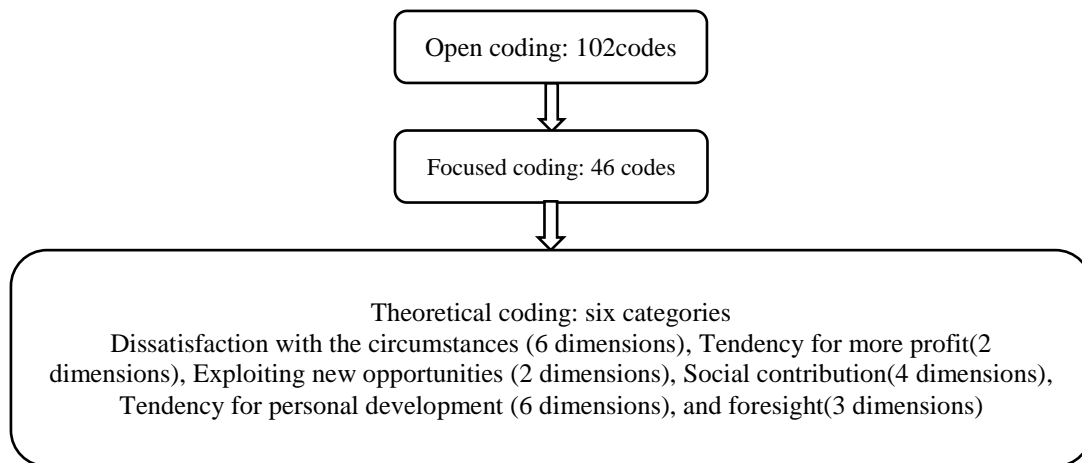 Open coding: 102codes
Focused coding: 46 codes
Theoretical coding: six categories
Dissatisfaction with the circumstances (6 dimensions), Tendency for more profit(2
dimensions), Exploiting new opportunities (2 dimensions), Social contribution(4 dimensions),
Tendency for personal development (6 dimensions), and foresight(3 dimensions)